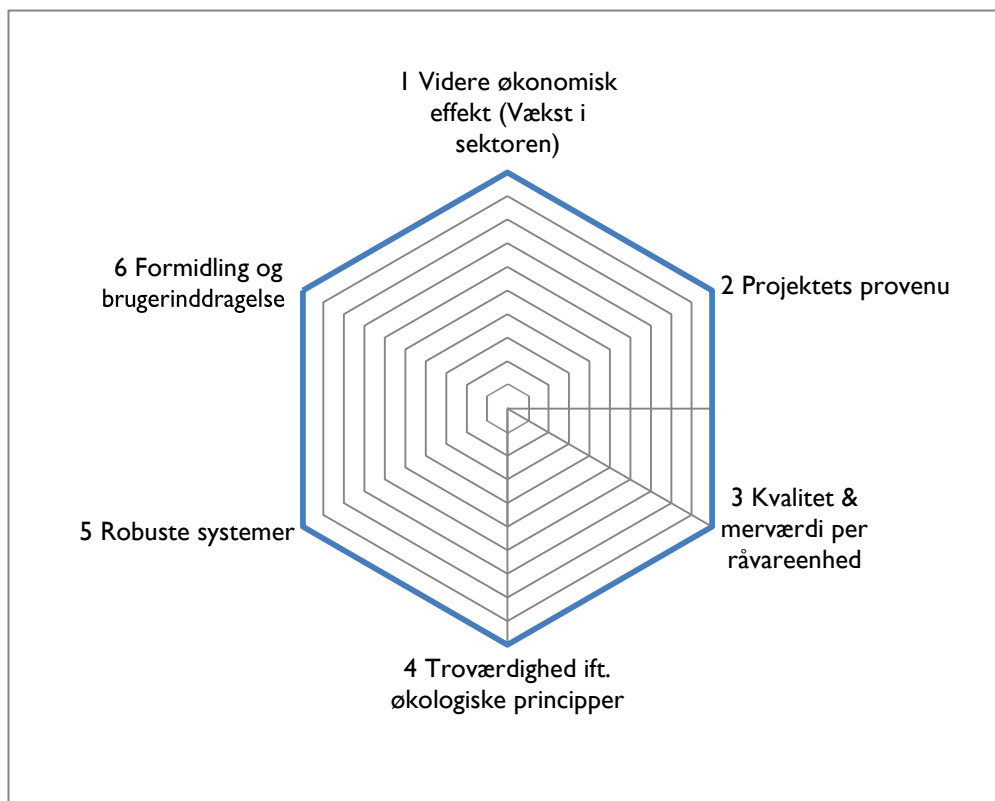 1 Videre økonomisk
effekt (Vækst i
sektoren)
2 Projektets provenu
3 Kvalitet &
merværdi per
råvareenhed
4 Troværdighed ift.
økologiske principper
5 Robuste systemer
6 Formidling og
brugerinddragelse